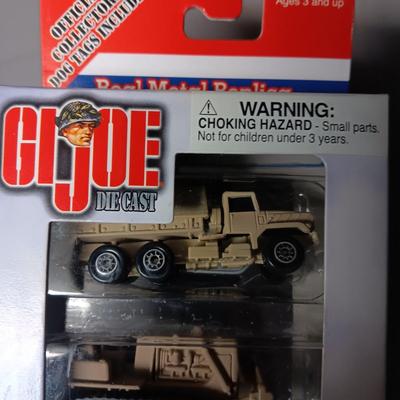 OFFICIAL
COLLECTOR
DOG TAGS INCLUDED
Ages 3 and up
Real Metal Replica
GI JOE
DIE CAST
WARNING:
CHOKING HAZARD - Small parts.
Not for children under 3 years.